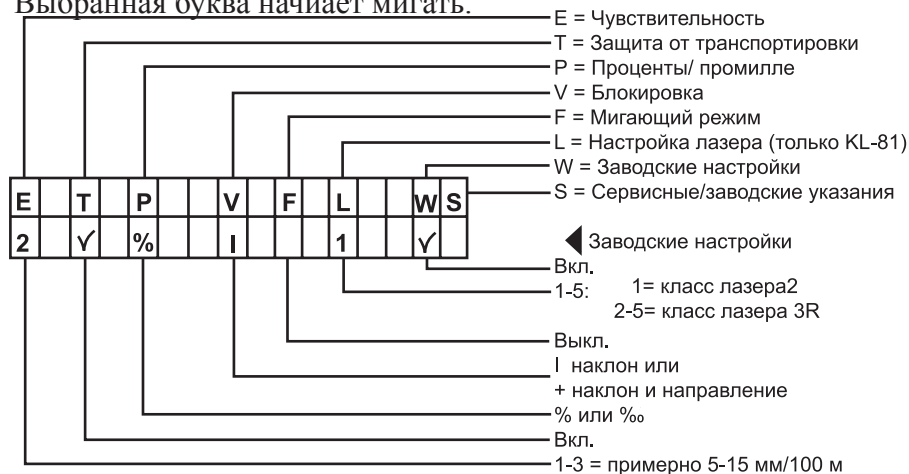 Выбранная буква начиает мигать.
E = Чувствительность
T = Защита от транспортировки
P = Проценты/ промилле
V = Блокировка
F = Мигающий режим
L = Настройка лазера (только KL-81)
W = Заводские настройки
S = Сервисные/заводские указания
E T P V F L W S
2 √ % I 1 √
◀ Заводские настройки
Вкл.
1-5: 1= класс лазера2
2-5= класс лазера 3R
Выкл.
I наклон или
+ наклон и направление
% или ‰
Вкл.
1-3 = примерно 5-15 мм/100 м